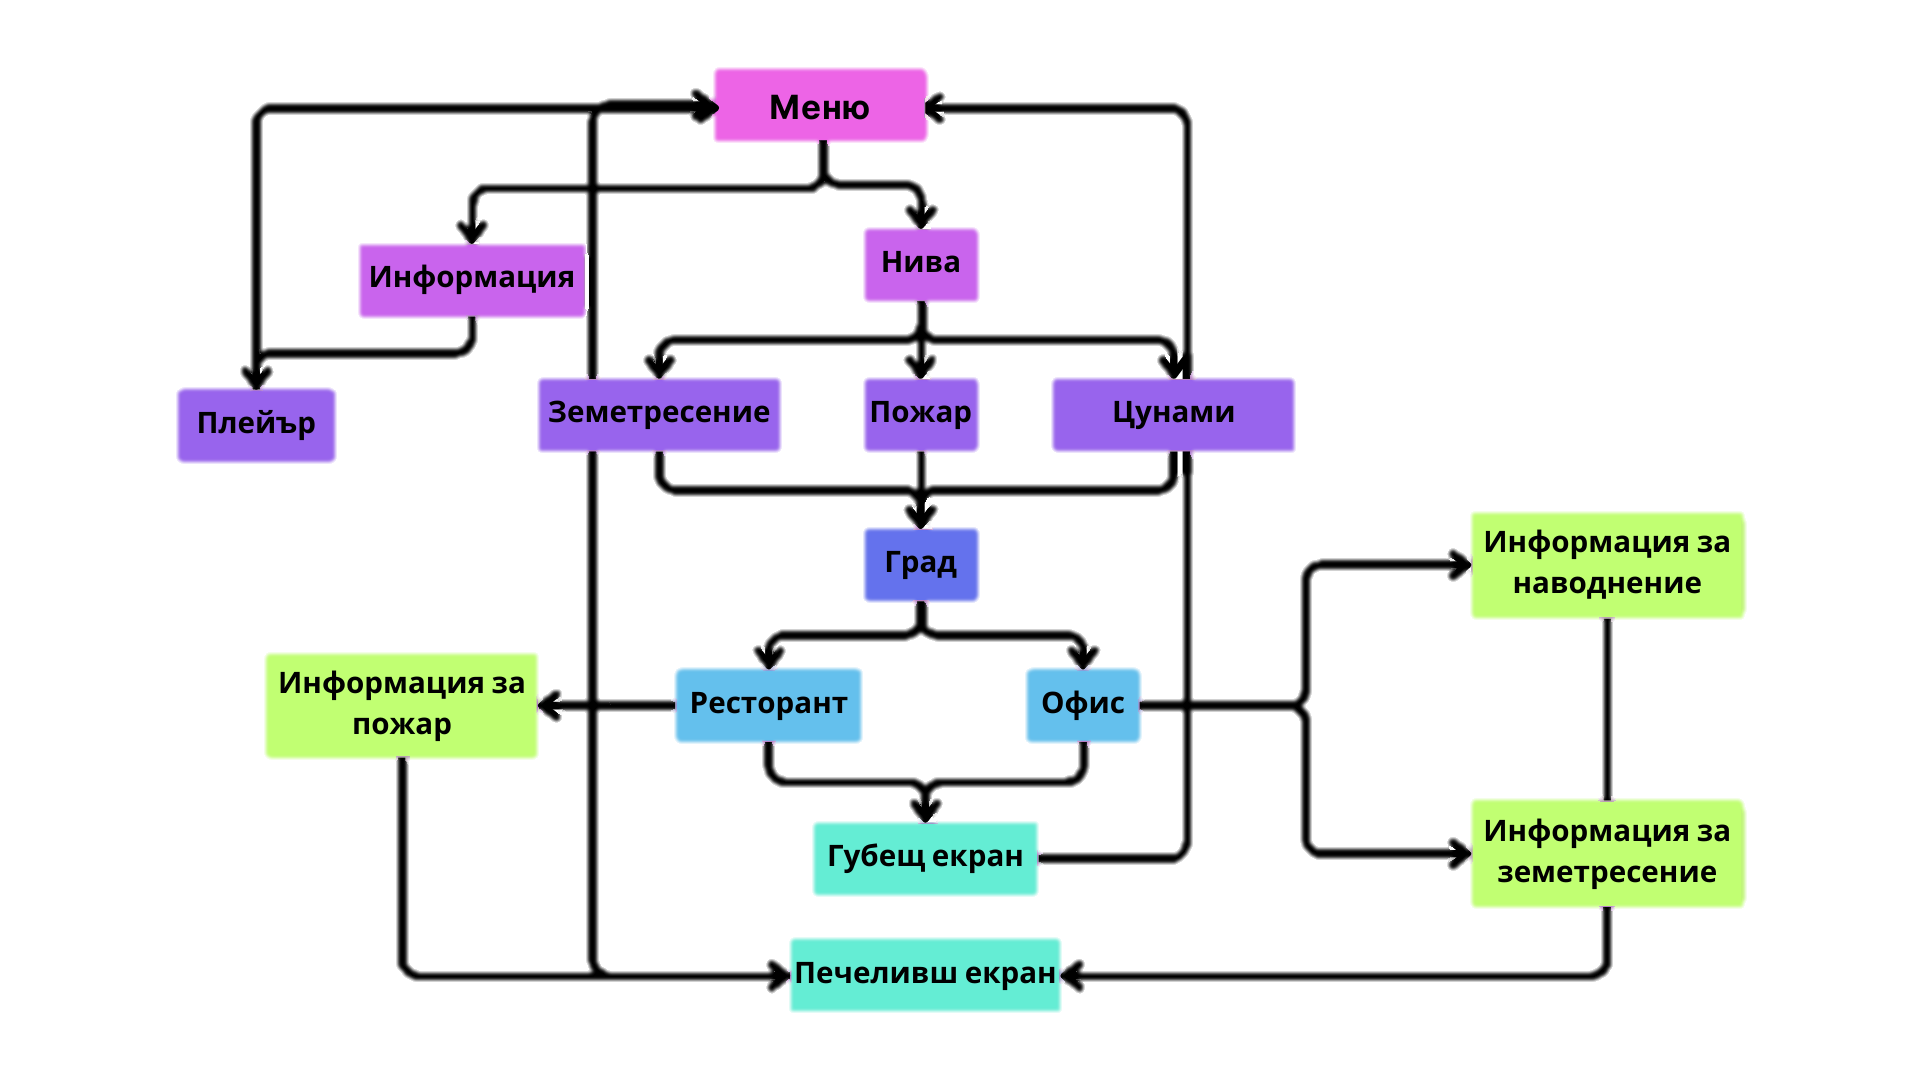 Меню
Информация
Нива
Плейър
Земетресение
Пожар
Цунами
Град
Информация за
наводнение
Информация за
пожар
Ресторант
Офис
Губещ екран
Информация за
земетресение
Печеливш екран